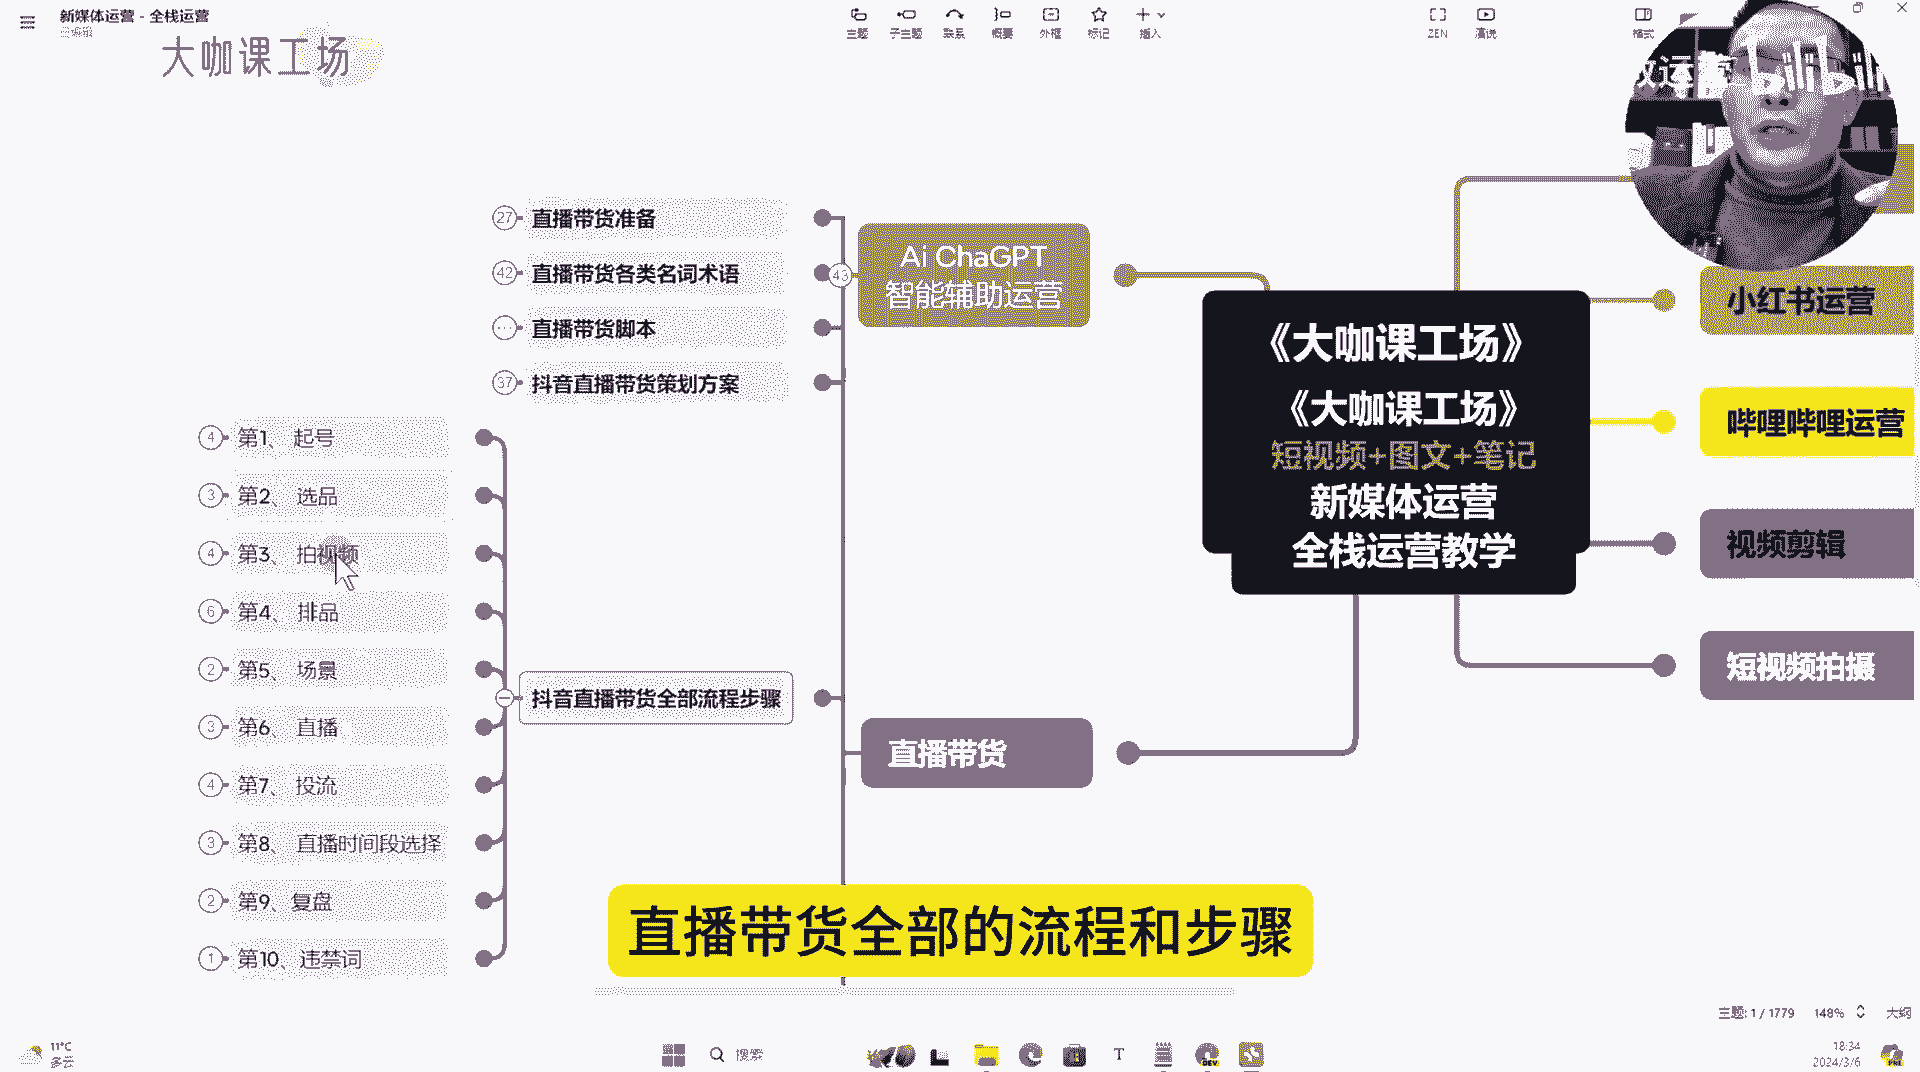 新媒体运营 - 全栈运营
已编辑
大咖课工场
主题
子主题
联系
概要
外框
标记
插入
ZEN
演说
格式
27
直播带货准备
42
直播带货各类名词术语
直播带货脚本
37
抖音直播带货策划方案
43
Ai ChaGPT
智能辅助运营
4
第1、 起号
3
第2、 选品
4
第3、 拍视频
6
第4、 排品
2
第5、 场景
3
第6、 直播
4
第7、 投流
3
第8、 直播时间段选择
2
第9、复盘
1
第10、违禁词
抖音直播带货全部流程步骤
直播带货
《大咖课工场》
《大咖课工场》
短视频+图文+笔记
新媒体运营
全栈运营教学
小红书运营
哔哩哔哩运营
视频剪辑
短视频拍摄
直播带货全部的流程和步骤
主题: 1 / 1779
148%
大纲
11°C
多云
搜索
18:34
2024/3/6